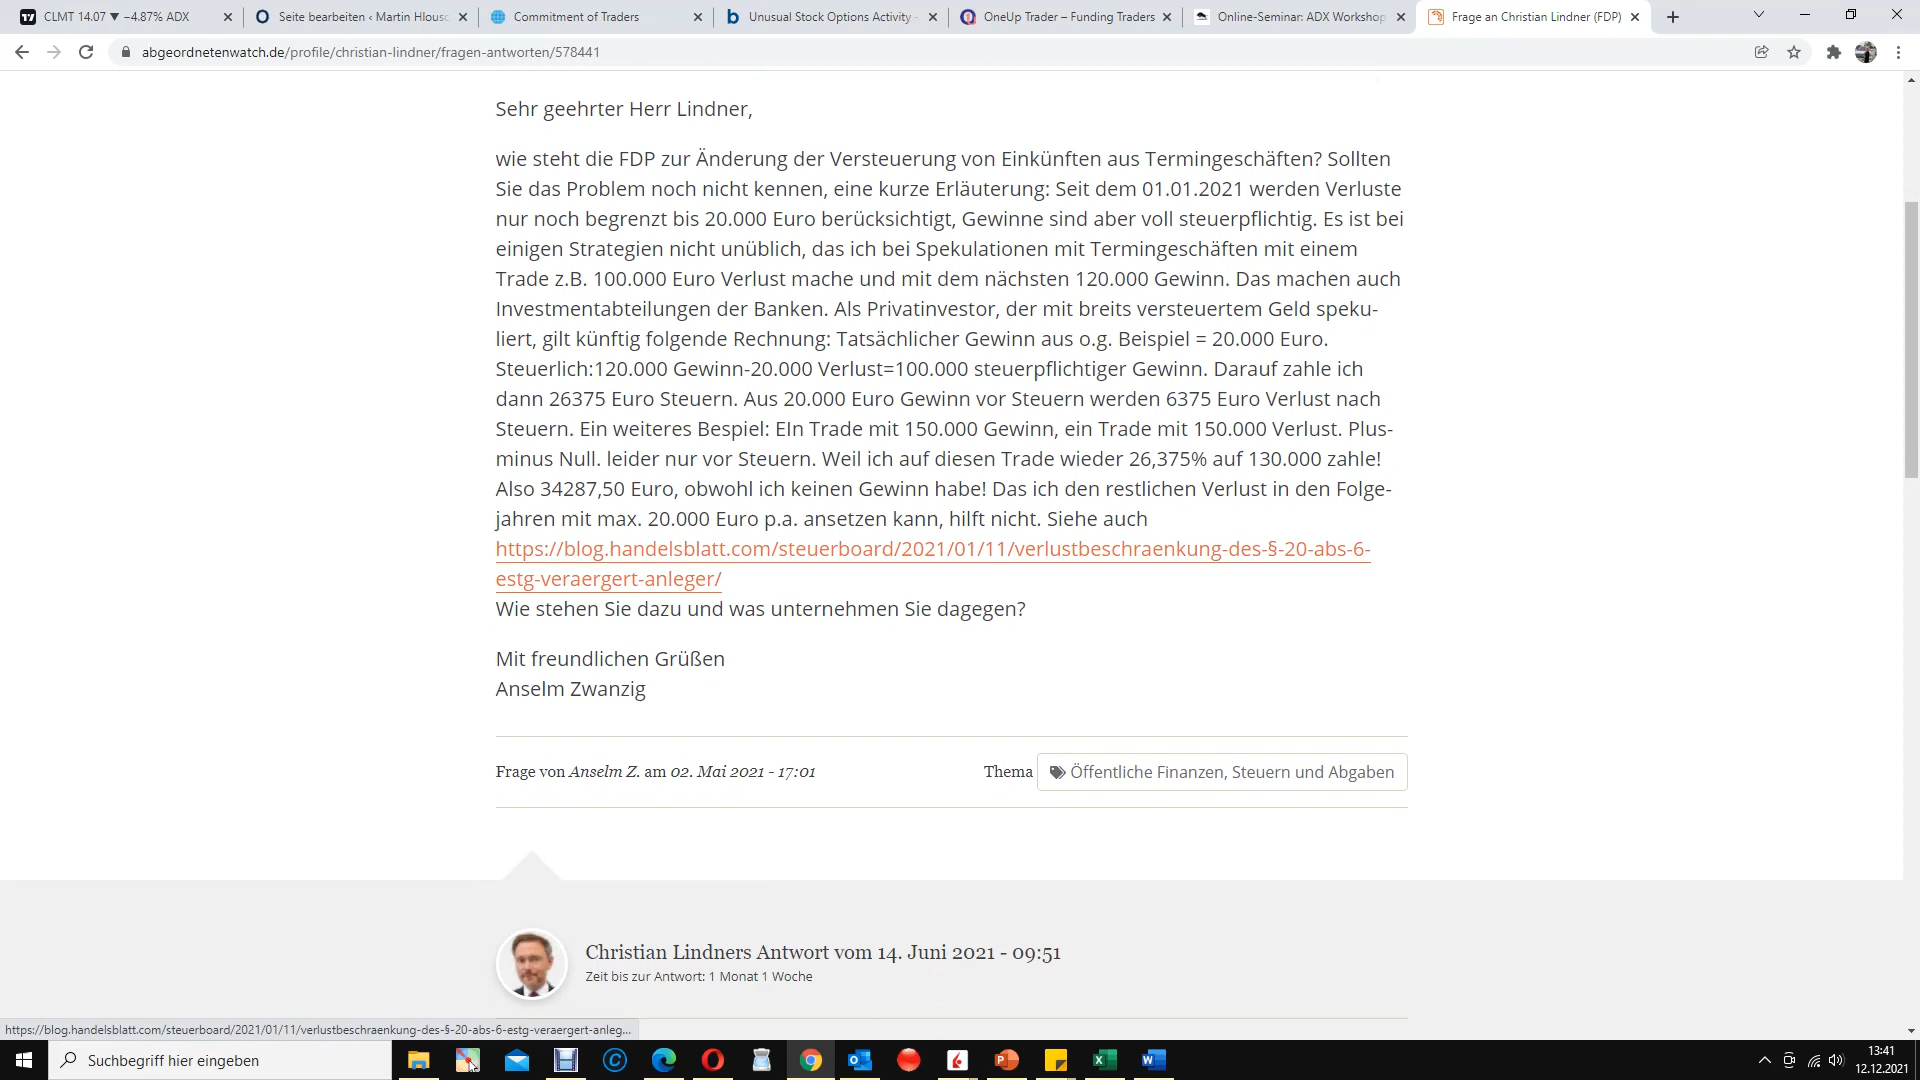 CLMT 14.07 ▼ −4.87% ADX
Seite bearbeiten ‹ Martin Hlousc
Commitment of Traders
Unusual Stock Options Activity -
OneUp Trader – Funding Traders
Online-Seminar: ADX Workshop
Frage an Christian Lindner (FDP)
abgeordnetenwatch.de/profile/christian-lindner/fragen-antworten/578441
Sehr geehrter Herr Lindner,
wie steht die FDP zur Änderung der Versteuerung von Einkünften aus Termingeschäften? Sollten
Sie das Problem noch nicht kennen, eine kurze Erläuterung: Seit dem 01.01.2021 werden Verluste
nur noch begrenzt bis 20.000 Euro berücksichtigt, Gewinne sind aber voll steuerpflichtig. Es ist bei
einigen Strategien nicht unüblich, das ich bei Spekulationen mit Termingeschäften mit einem
Trade z.B. 100.000 Euro Verlust mache und mit dem nächsten 120.000 Gewinn. Das machen auch
Investmentabteilungen der Banken. Als Privatinvestor, der mit breits versteuertem Geld speku-
liert, gilt künftig folgende Rechnung: Tatsächlicher Gewinn aus o.g. Beispiel = 20.000 Euro.
Steuerlich:120.000 Gewinn-20.000 Verlust=100.000 steuerpflichtiger Gewinn. Darauf zahle ich
dann 26375 Euro Steuern. Aus 20.000 Euro Gewinn vor Steuern werden 6375 Euro Verlust nach
Steuern. Ein weiteres Bespiel: EIn Trade mit 150.000 Gewinn, ein Trade mit 150.000 Verlust. Plus-
minus Null. leider nur vor Steuern. Weil ich auf diesen Trade wieder 26,375% auf 130.000 zahle!
Also 34287,50 Euro, obwohl ich keinen Gewinn habe! Das ich den restlichen Verlust in den Folge-
jahren mit max. 20.000 Euro p.a. ansetzen kann, hilft nicht. Siehe auch
https://blog.handelsblatt.com/steuerboard/2021/01/11/verlustbeschraenkung-des-§-20-abs-6-
estg-veraergert-anleger/
Wie stehen Sie dazu und was unternehmen Sie dagegen?
Mit freundlichen Grüßen
Anselm Zwanzig
Frage von Anselm Z. am 02. Mai 2021 - 17:01
Thema Öffentliche Finanzen, Steuern und Abgaben
Christian Lindners Antwort vom 14. Juni 2021 - 09:51
Zeit bis zur Antwort: 1 Monat 1 Woche
https://blog.handelsblatt.com/steuerboard/2021/01/11/verlustbeschraenkung-des-§-20-abs-6-estg-veraergert-anleg...
Suchbegriff hier eingeben
13:41
12.12.2021